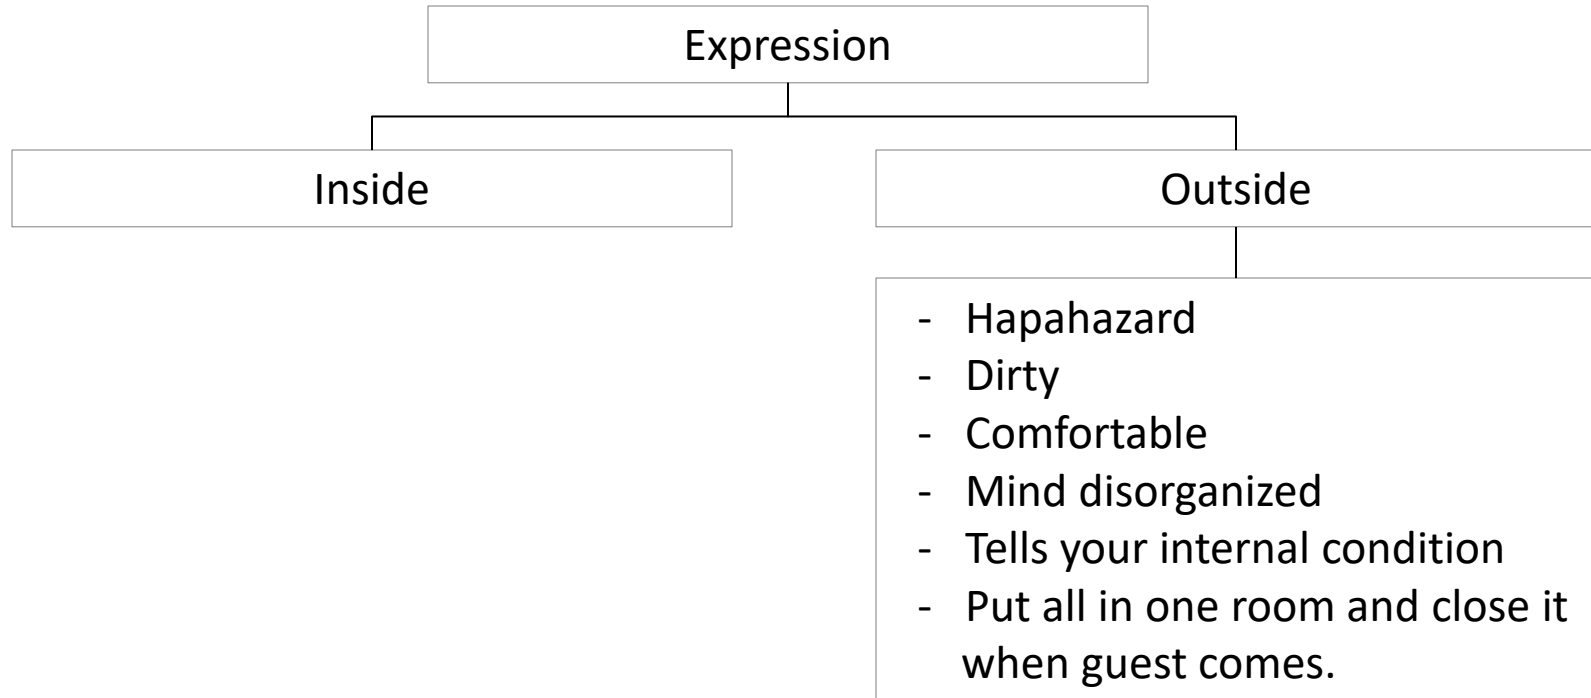 Expression
Inside
Outside
- Hapahazard
- Dirty
- Comfortable
- Mind disorganized
- Tells your internal condition
- Put all in one room and close it
when guest comes.